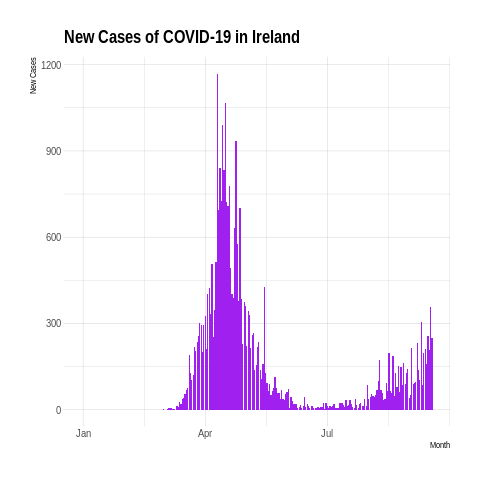 New Cases of COVID-19 in Ireland
New Cases
1200
900
600
300
0
Jan Apr Jul
Month